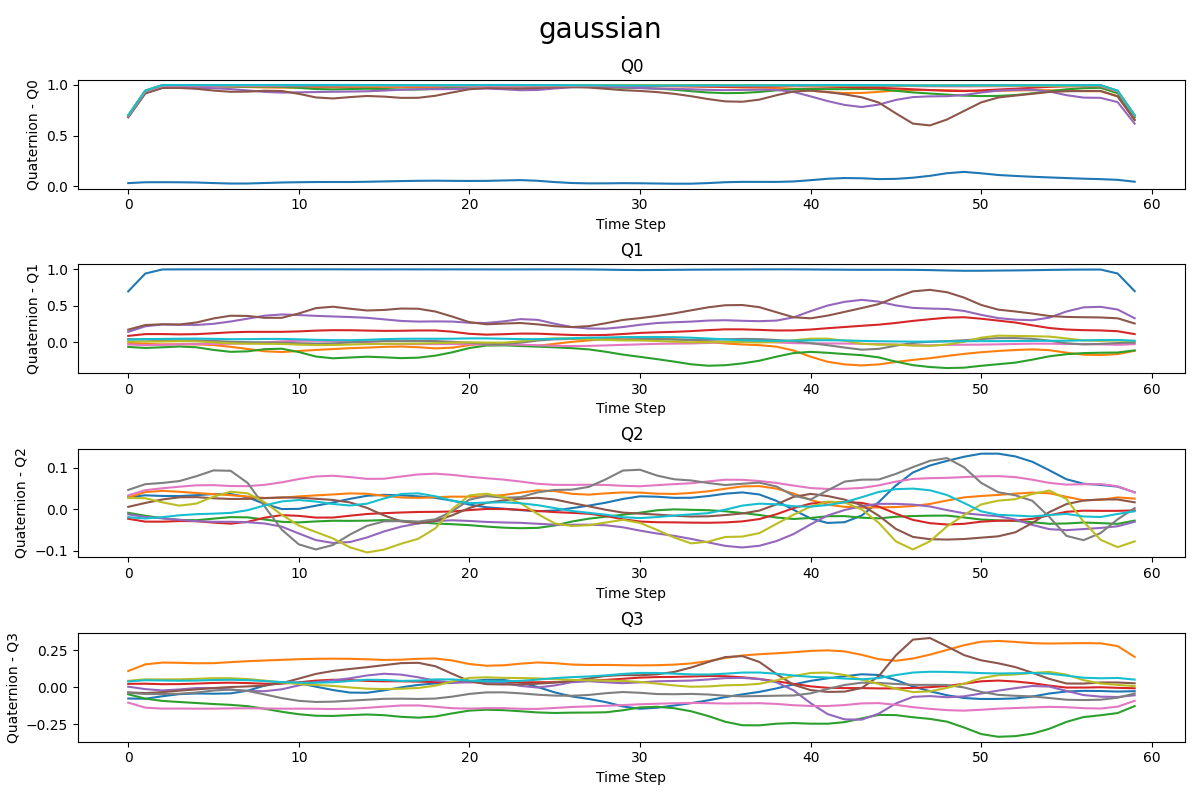 gaussian
Q0
Quaternion - Q0
1.0
0.5
0.0
0 10 20 30 40 50 60
Time Step
Q1
Quaternion - Q1
1.0
0.5
0.0
0 10 20 30 40 50 60
Time Step
Q2
Quaternion - Q2
0.1
0.0
−0.1
0 10 20 30 40 50 60
Time Step
Q3
Quaternion - Q3
0.25
0.00
−0.25
0 10 20 30 40 50 60
Time Step